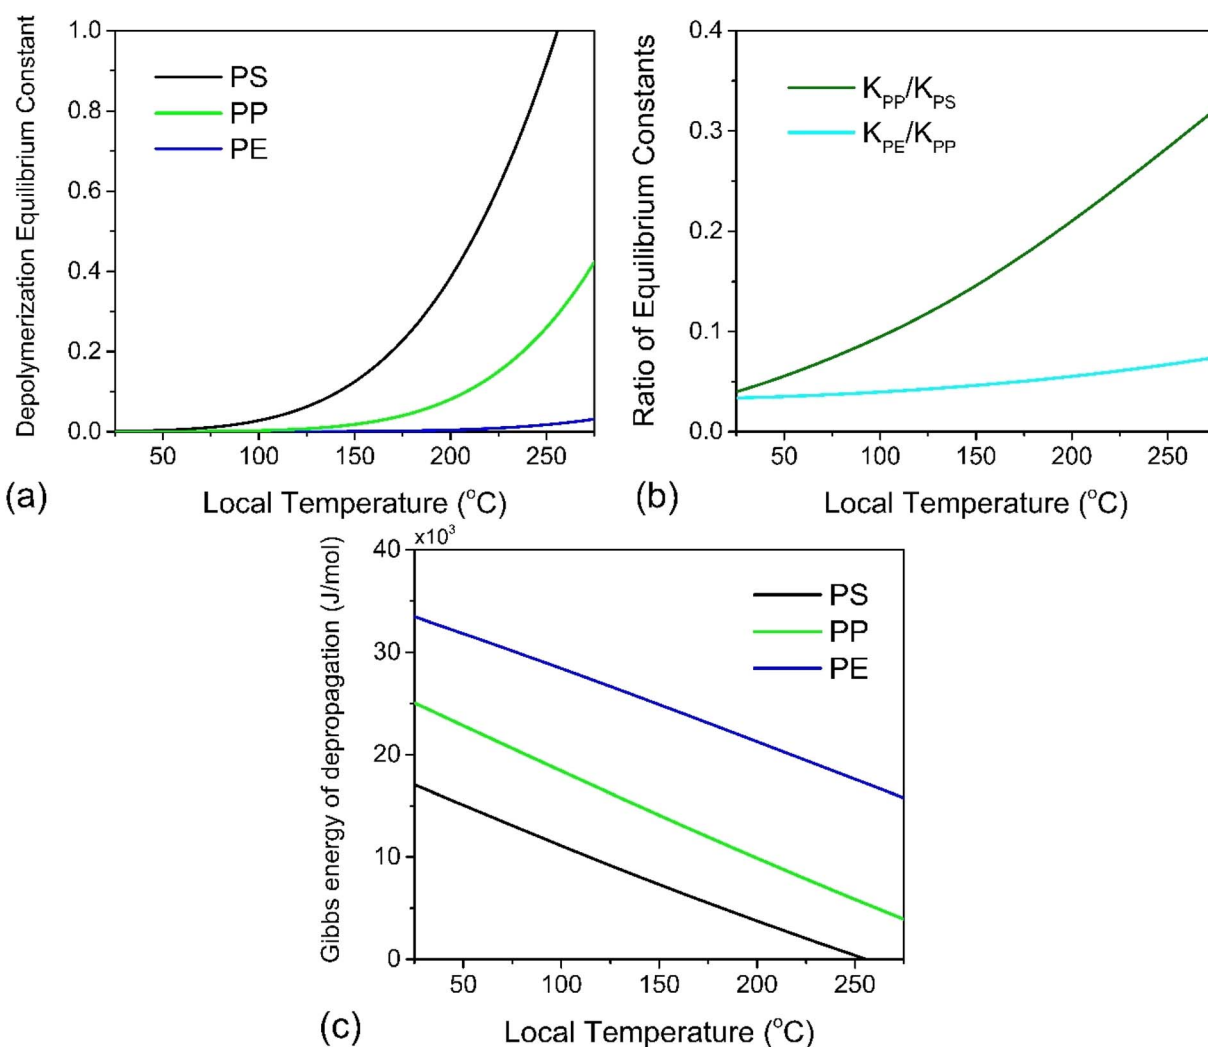 Depolymerization Equilibrium Constant
1.0
0.8
0.6
0.4
0.2
0.0
PS
PP
PE
50 100 150 200 250
(a)
Local Temperature (°C)
Ratio of Equilibrium Constants
0.4
0.3
0.2
0.1
0.0
K_PP/K_PS
K_PE/K_PP
50 100 150 200 250
(b)
Local Temperature (°C)
Gibbs energy of depropagation (J/mol)
x10³
40
30
20
10
0
PS
PP
PE
50 100 150 200 250
(c)
Local Temperature (°C)